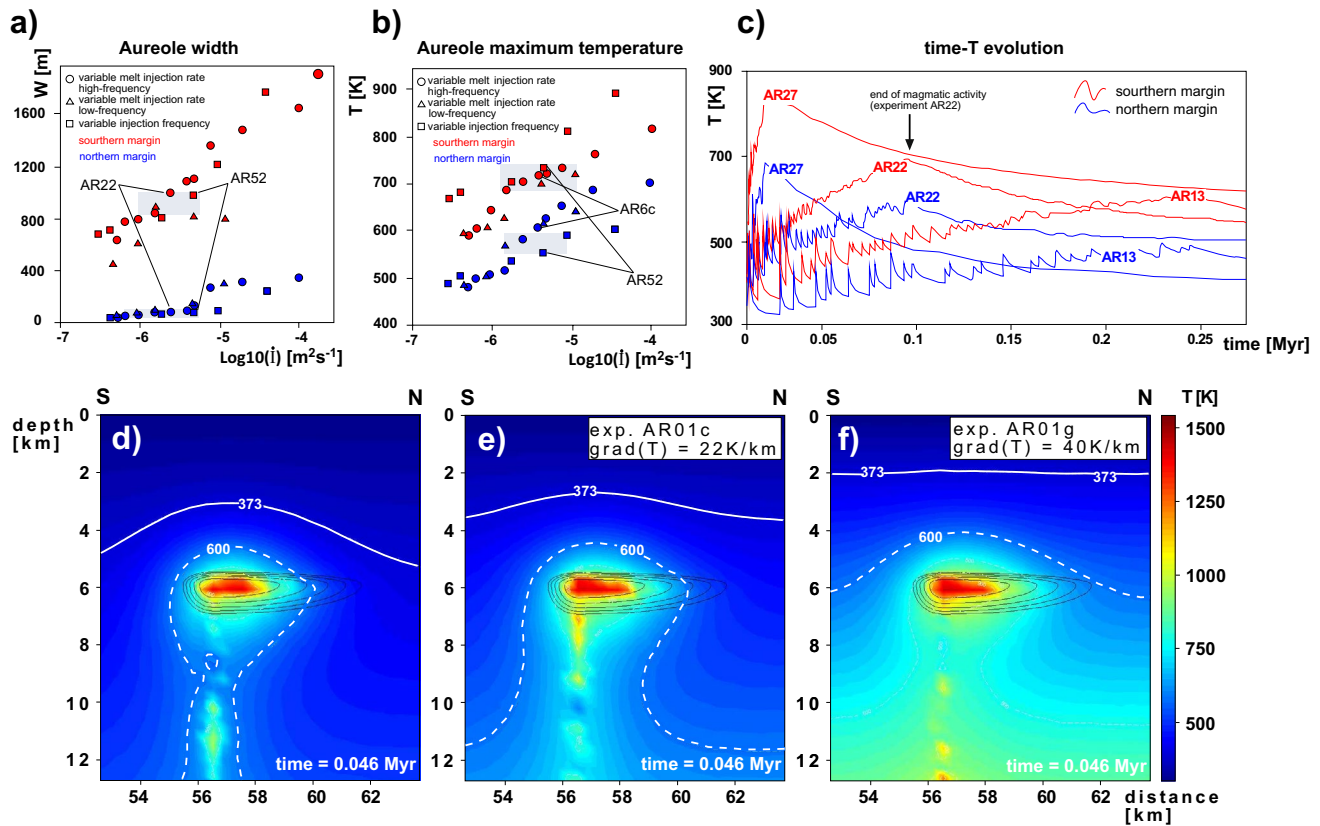 a)
Aureole width
W [m]
variable melt injection rate
high-frequency
variable melt injection rate
low-frequency
variable injection frequency
sourthern margin
northern margin
AR22
AR52
1600
1200
800
400
0
-7
-6
-5
-4
Log10(İ) [m2s-1]
b)
Aureole maximum temperature
T [K]
variable melt injection rate
high-frequency
variable melt injection rate
low-frequency
variable injection frequency
sourthern margin
northern margin
AR6c
AR52
900
800
700
600
500
400
-7
-6
-5
-4
Log10(İ) [m2s-1]
c)
time-T evolution
T [K]
900
700
500
300
AR27
AR27
end of magmatic activity
(experiment AR22)
sourthern margin
northern margin
AR22
AR22
AR13
AR13
0
0.05
0.1
0.15
0.2
0.25
time [Myr]
S N
depth
[km]
0
2
4
6
8
10
12
d)
373
600
time = 0.046 Myr
54 56 58 60 62
S N
0
2
4
6
8
10
12
e)
exp. AR01c
grad(T) = 22K/km
373
600
time = 0.046 Myr
54 56 58 60 62
S N
0
2
4
6
8
10
12
f)
exp. AR01g
grad(T) = 40K/km
373 373
600
time = 0.046 Myr
54 56 58 60 62
distance
[km]
T [K]
1500
1250
1000
750
500